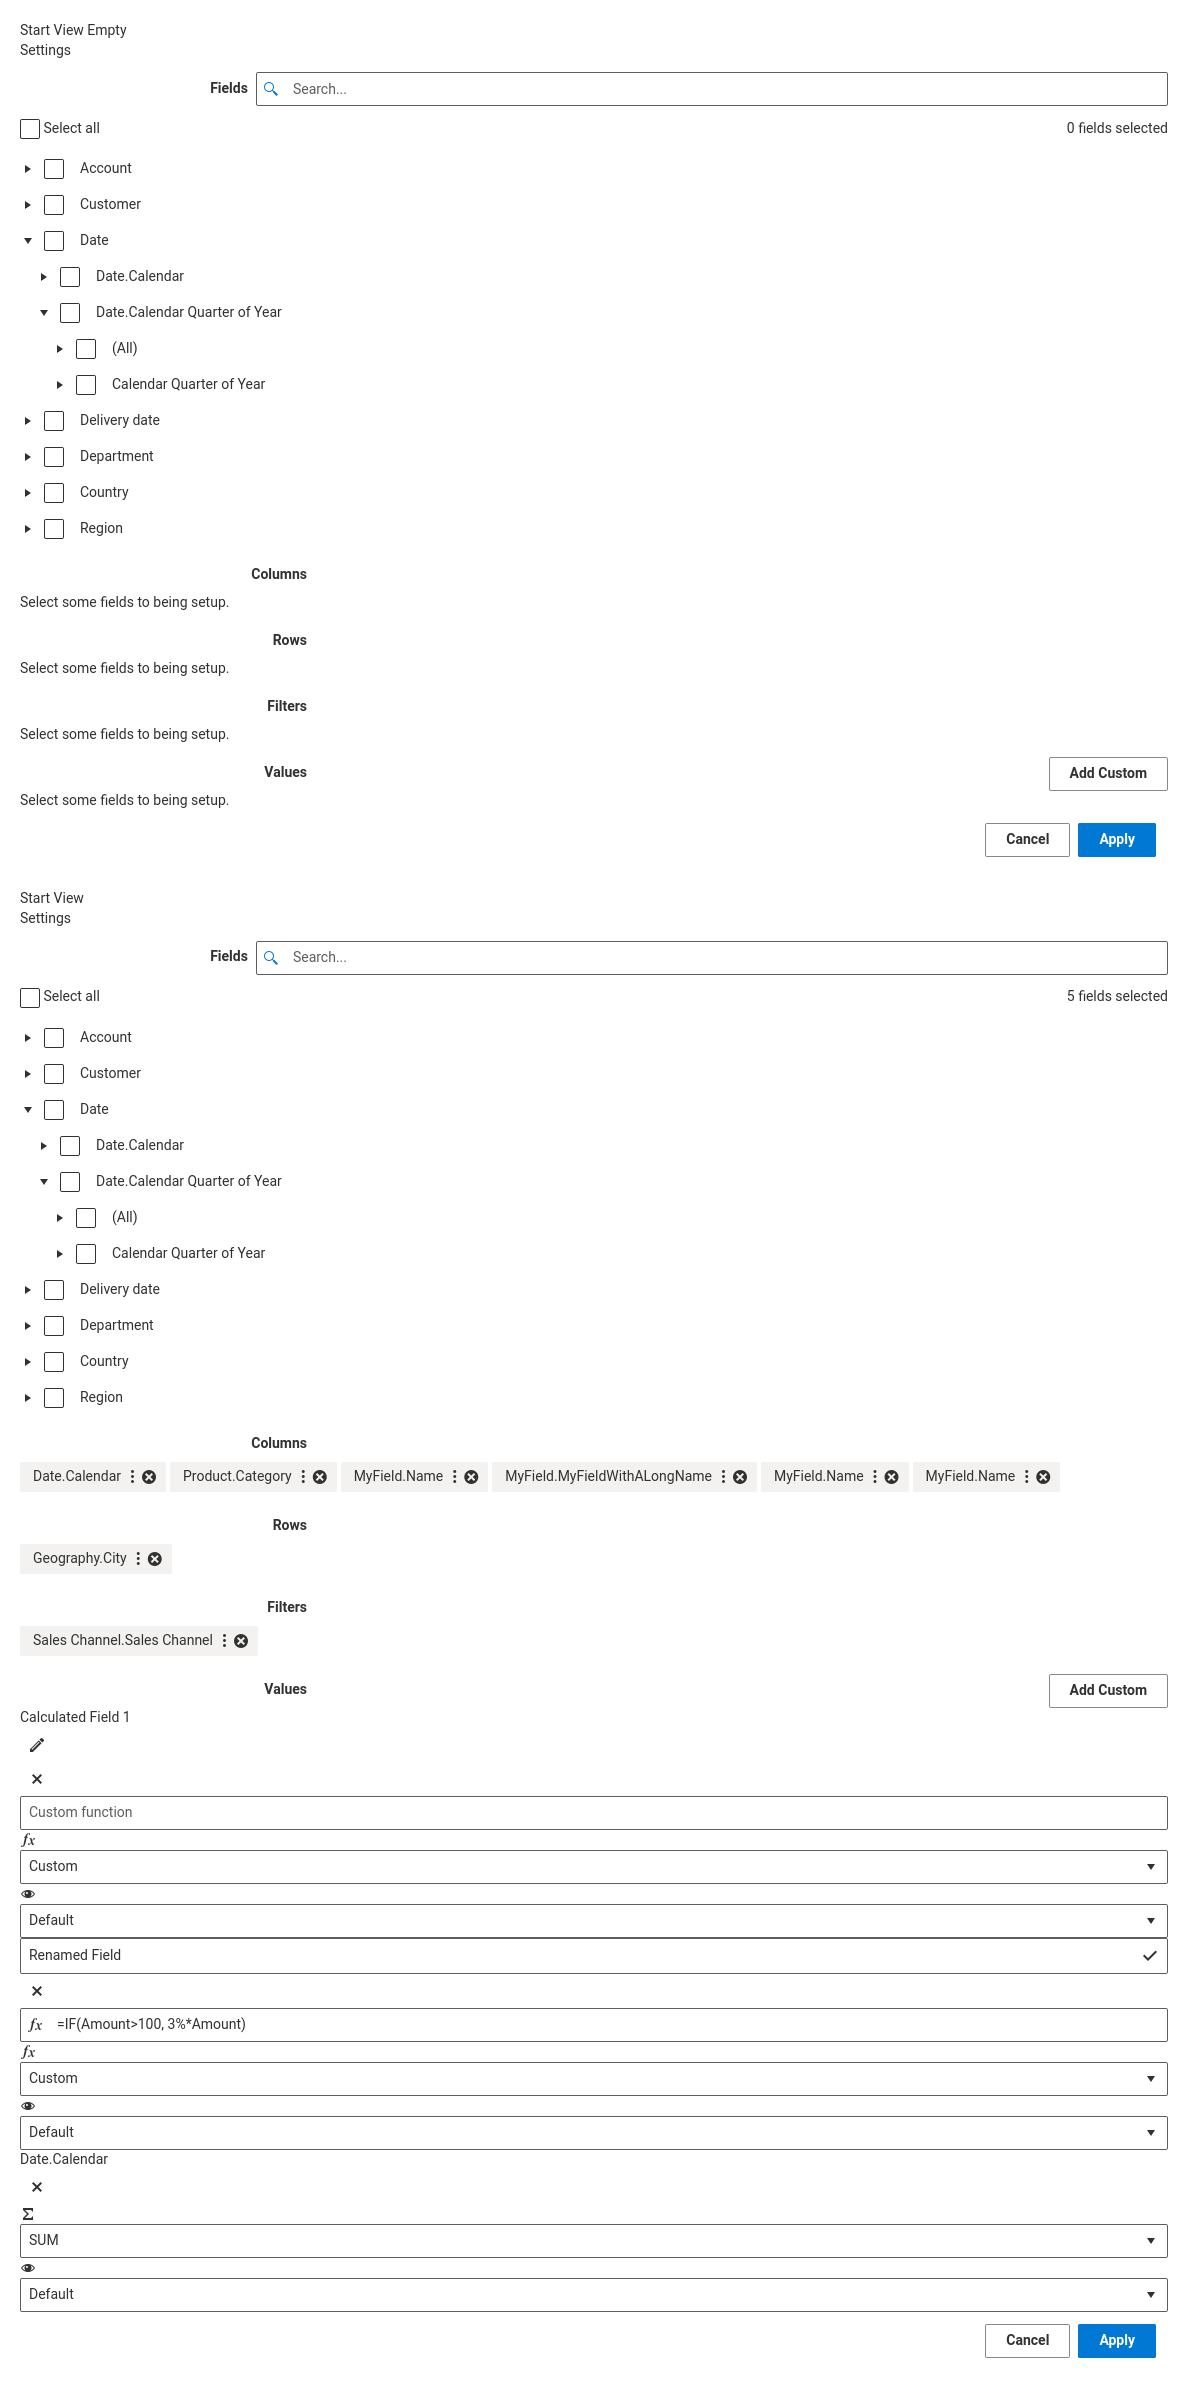 Start View Empty
Settings
Fields Search...
Select all 0 fields selected
Account
Customer
Date
Date.Calendar
Date.Calendar Quarter of Year
(All)
Calendar Quarter of Year
Delivery date
Department
Country
Region
Columns
Select some fields to being setup.
Rows
Select some fields to being setup.
Filters
Select some fields to being setup.
Values Add Custom
Select some fields to being setup.
Cancel Apply
Start View
Settings
Fields Search...
Select all 5 fields selected
Account
Customer
Date
Date.Calendar
Date.Calendar Quarter of Year
(All)
Calendar Quarter of Year
Delivery date
Department
Country
Region
Columns
Date.Calendar Product.Category MyField.Name MyField.MyFieldWithALongName MyField.Name MyField.Name
Rows
Geography.City
Filters
Sales Channel.Sales Channel
Values Add Custom
Calculated Field 1
Custom function
fx
Custom
Default
Renamed Field
fx =IF(Amount>100, 3%*Amount)
fx
Custom
Default
Date.Calendar
Σ
SUM
Default
Cancel Apply